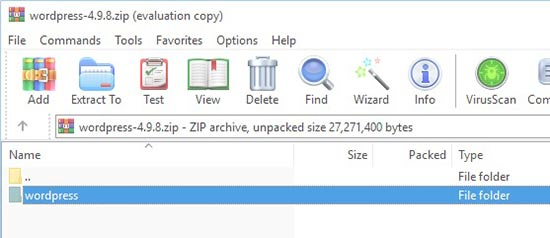 wordpress-4.9.8.zip (evaluation copy)
File Commands Tools Favorites Options Help
Add Extract To Test View Delete Find Wizard Info VirusScan Com
wordpress-4.9.8.zip - ZIP archive, unpacked size 27,271,400 bytes
Name Size Packed Type
.. File folder
wordpress File folder